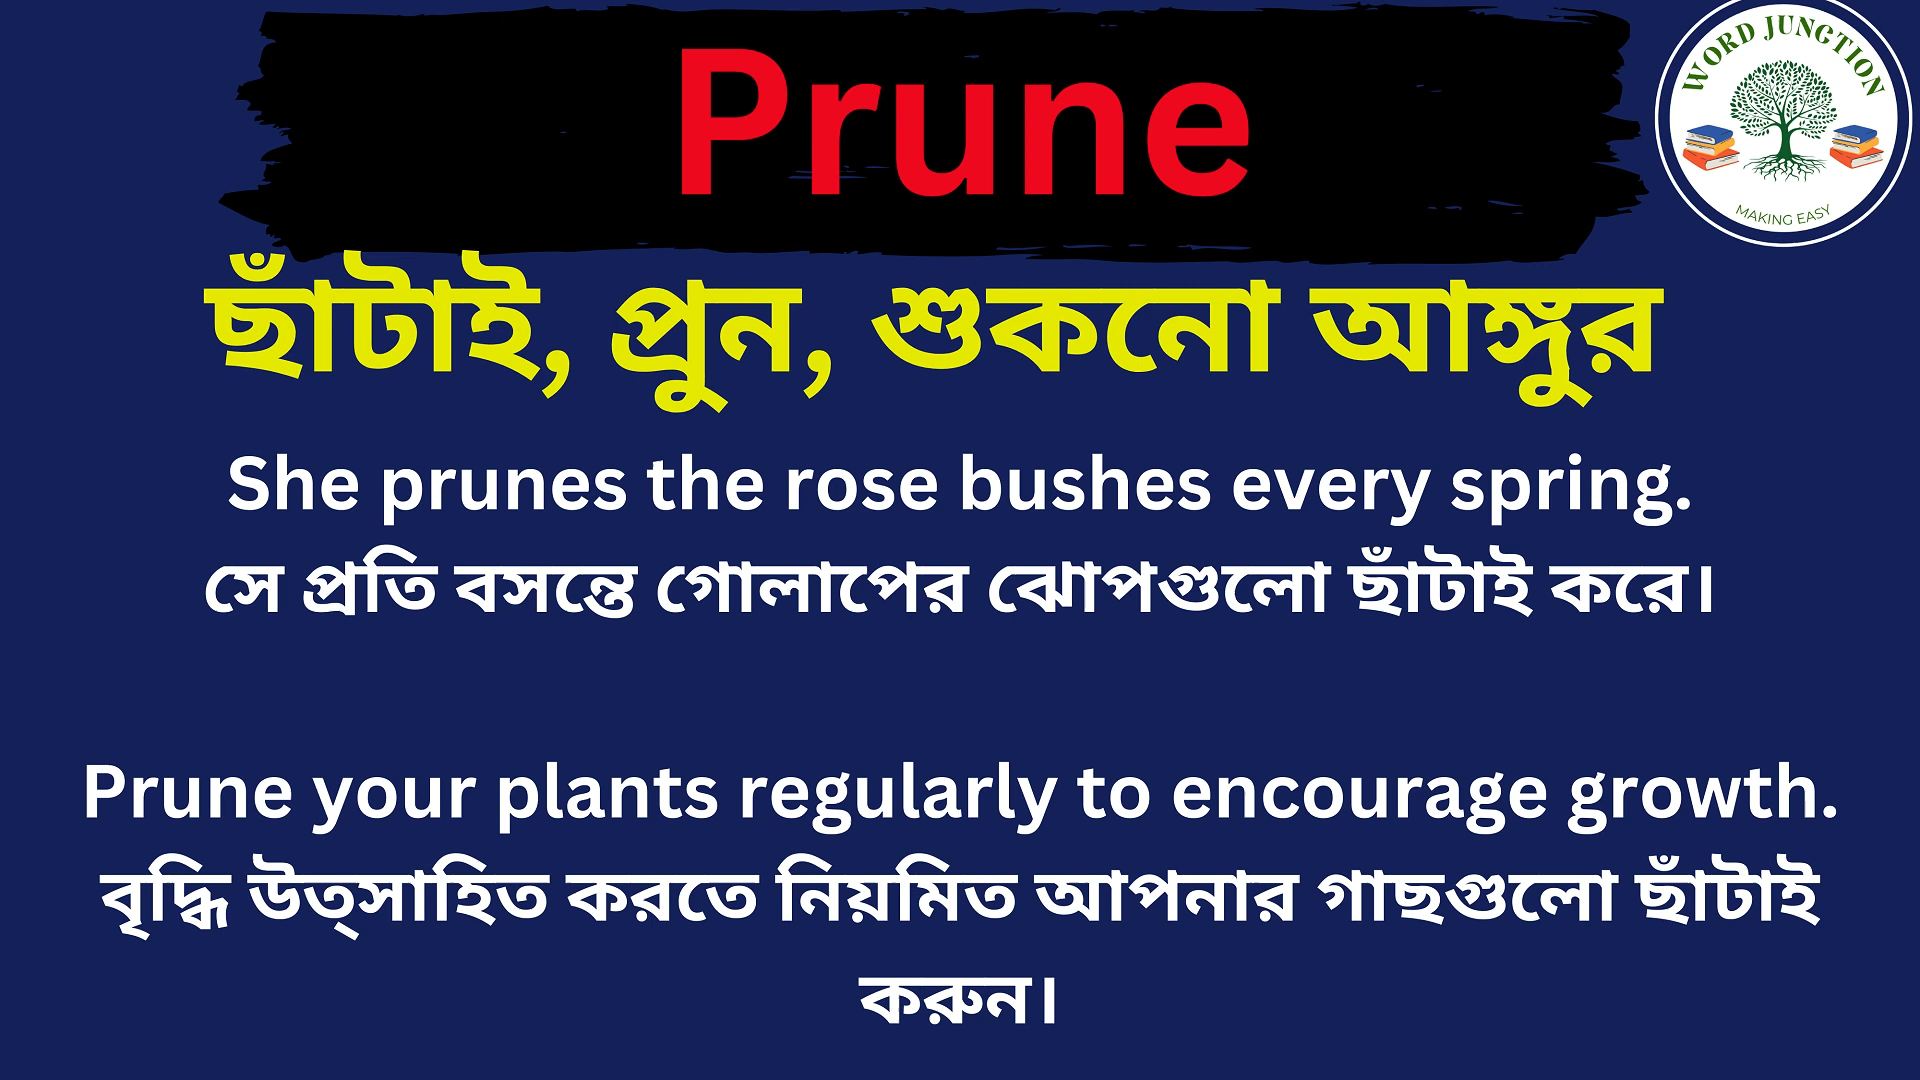 Prune
WORD JUNCTION
MAKING EASY
ছাঁটাই, প্রুন, শুকনো আঙ্গুর
She prunes the rose bushes every spring.
সে প্রতি বসন্তে গোলাপের ঝোপগুলো ছাঁটাই করে।
Prune your plants regularly to encourage growth.
বৃদ্ধি উত্সাহিত করতে নিয়মিত আপনার গাছগুলো ছাঁটাই
করুন।